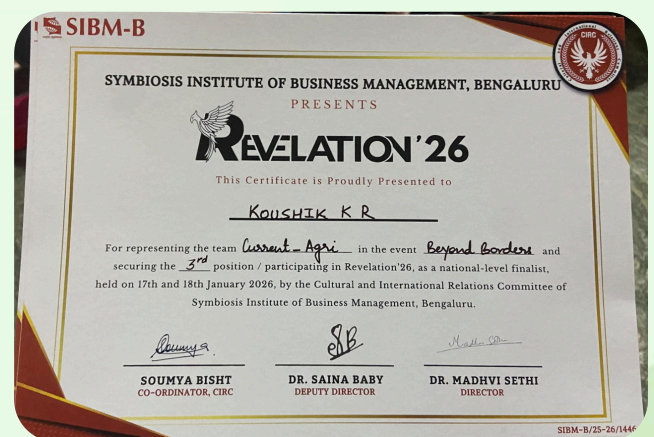 SIBM-B
CIRC
SYMBIOSIS INSTITUTE OF BUSINESS MANAGEMENT, BENGALURU
PRESENTS
REVELATION'26
This Certificate is Proudly Presented to
KOUSHIK K R
For representing the team Current-Agri in the event Beyond Borders and
securing the 3rd position / participating in Revelation'26, as a national-level finalist,
held on 17th and 18th January 2026, by the Cultural and International Relations Committee of
Symbiosis Institute of Business Management, Bengaluru.
Soumya
SOUMYA BISHT
CO-ORDINATOR, CIRC
DR. SAINA BABY
DEPUTY DIRECTOR
DR. MADHVI SETHI
DIRECTOR
SIBM-B/25-26/1446